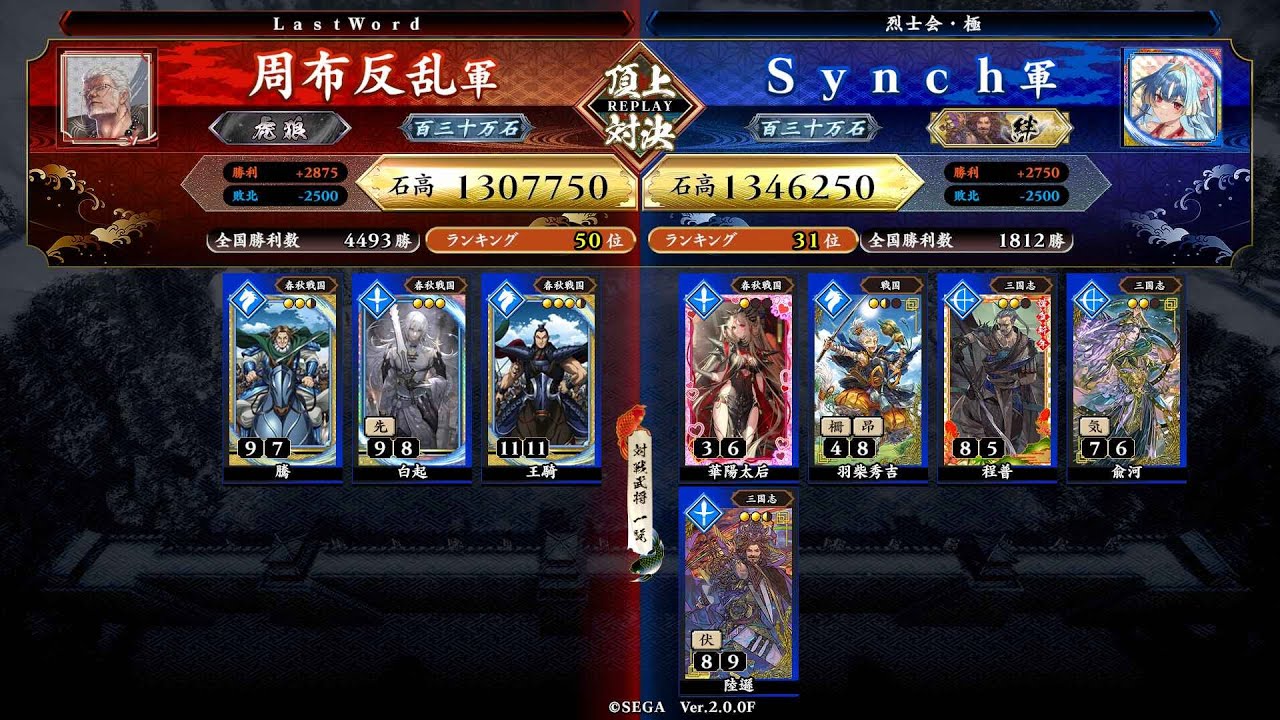 LastWord
烈士会・極
周布反乱軍
Synch軍
頂上
REPLAY
対決
百三十万石
百三十万石
絆
勝利 +2875
敗北 -2500
石高 1307750
石高 1346250
勝利 +2750
敗北 -2500
全国勝利数 4493勝
ランキング 50位
ランキング 31位
全国勝利数 1812勝
春秋戦国
春秋戦国
春秋戦国
春秋戦国
戦国
三国志
三国志
9 7
先
9 8
11 11
3 6
柵 昂
4 8
8 5
気
7 6
騰
白起
王騎
華陽太后
羽柴秀吉
程普
兪河
対戦武将一覧
三国志
伏
8 9
陸遜
©SEGA Ver.2.0.0F